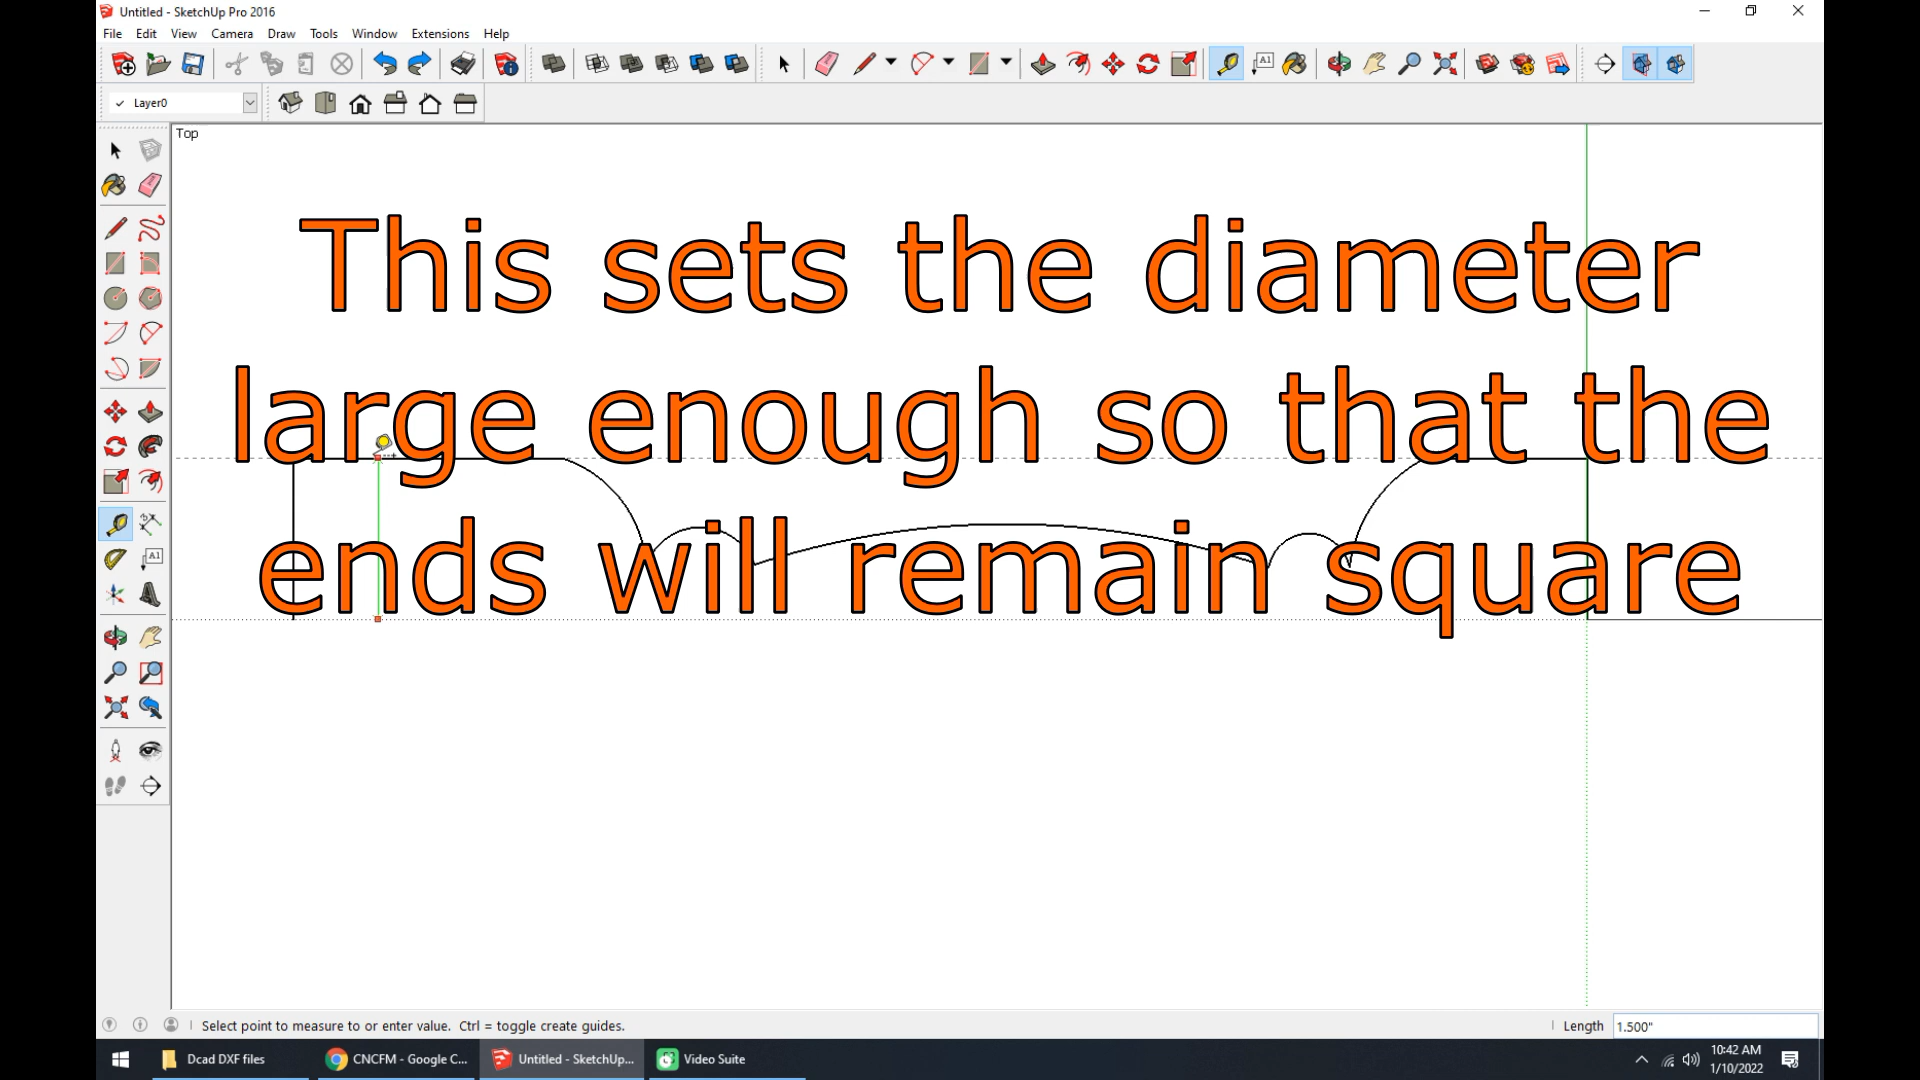 Untitled - SketchUp Pro 2016
File Edit View Camera Draw Tools Window Extensions Help
A1
Layer0
Top
This sets the diameter
large enough so that the
ends will remain square
A1
Select point to measure to or enter value. Ctrl = toggle create guides.
Length 1.500"
Dcad DXF files
CNCFM - Google C...
Untitled - SketchUp...
Video Suite
10:42 AM
1/10/2022